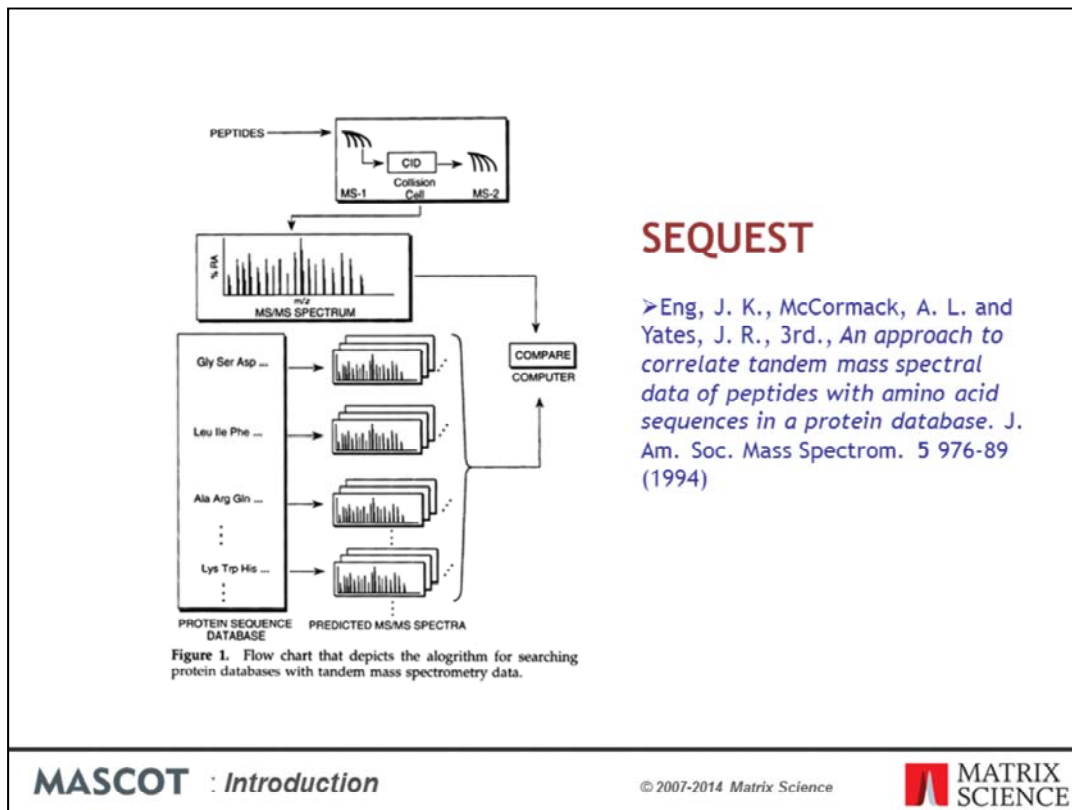 PEPTIDES
CID
Collision
Cell
MS-1
MS-2
% RA
m/z
MS/MS SPECTRUM
COMPARE
COMPUTER
Gly Ser Asp ...
Leu Ile Phe ...
Ala Arg Gln ...
Lys Trp His ...
PROTEIN SEQUENCE
DATABASE
PREDICTED MS/MS SPECTRA
Figure 1. Flow chart that depicts the alogrithm for searching
protein databases with tandem mass spectrometry data.
SEQUEST
➢Eng, J. K., McCormack, A. L. and
Yates, J. R., 3rd., An approach to
correlate tandem mass spectral
data of peptides with amino acid
sequences in a protein database. J.
Am. Soc. Mass Spectrom. 5 976-89
(1994)
MASCOT : Introduction
© 2007-2014 Matrix Science
MATRIX
SCIENCE